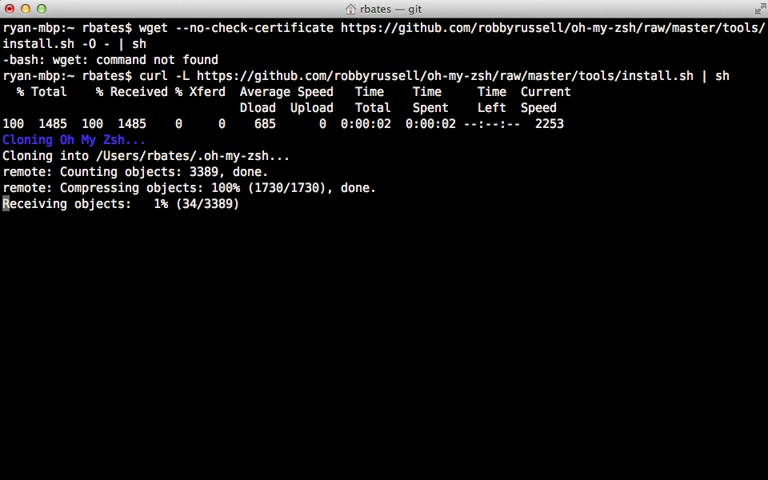 rbates — git
ryan-mbp:~ rbates$ wget --no-check-certificate https://github.com/robbyrussell/oh-my-zsh/raw/master/tools/
install.sh -O - | sh
-bash: wget: command not found
ryan-mbp:~ rbates$ curl -L https://github.com/robbyrussell/oh-my-zsh/raw/master/tools/install.sh | sh
  % Total    % Received % Xferd  Average Speed   Time    Time     Time  Current
                                 Dload  Upload   Total   Spent    Left  Speed
100  1485  100  1485    0     0    685      0  0:00:02  0:00:02 --:--:--  2253
Cloning Oh My Zsh...
Cloning into /Users/rbates/.oh-my-zsh...
remote: Counting objects: 3389, done.
remote: Compressing objects: 100% (1730/1730), done.
Receiving objects:   1% (34/3389)